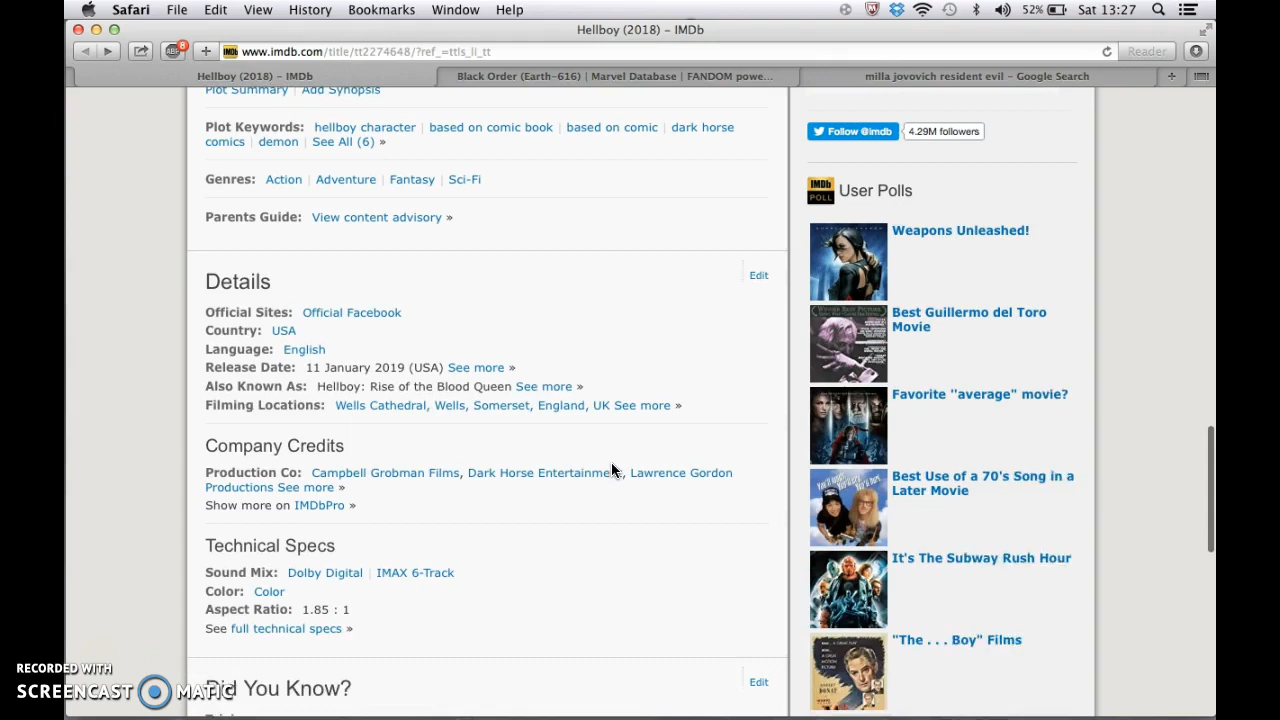 Safari File Edit View History Bookmarks Window Help 52% Sat 13:27
Hellboy (2018) – IMDb
www.imdb.com/title/tt2274648/?ref_=ttls_li_tt Reader
ABP 8
Hellboy (2018) – IMDb Black Order (Earth–616) | Marvel Database | FANDOM powe... milla jovovich resident evil – Google Search
Plot Summary | Add Synopsis
Plot Keywords: hellboy character | based on comic book | based on comic | dark horse
comics | demon | See All (6) »
Genres: Action | Adventure | Fantasy | Sci-Fi
Parents Guide: View content advisory »
Details
Edit
Official Sites: Official Facebook
Country: USA
Language: English
Release Date: 11 January 2019 (USA) See more »
Also Known As: Hellboy: Rise of the Blood Queen See more »
Filming Locations: Wells Cathedral, Wells, Somerset, England, UK See more »
Company Credits
Production Co: Campbell Grobman Films, Dark Horse Entertainment, Lawrence Gordon
Productions See more »
Show more on IMDbPro »
Technical Specs
Sound Mix: Dolby Digital | IMAX 6-Track
Color: Color
Aspect Ratio: 1.85 : 1
See full technical specs »
Did You Know?
Edit
Follow @imdb 4.29M followers
IMDb
POLL
User Polls
Weapons Unleashed!
Best Guillermo del Toro
Movie
Favorite "average" movie?
Best Use of a 70's Song in a
Later Movie
It's The Subway Rush Hour
"The . . . Boy" Films
RECORDED WITH
SCREENCAST MATIC